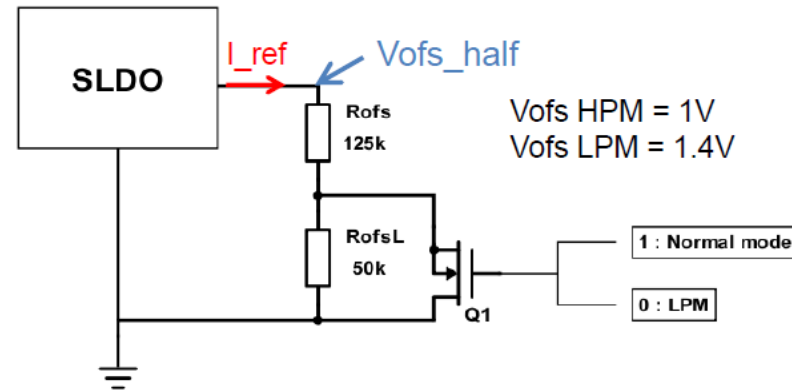 SLDO
I_ref
Vofs_half
Rofs
125k
Vofs HPM = 1V
Vofs LPM = 1.4V
RofsL
50k
Q1
1 : Normal mode
0 : LPM